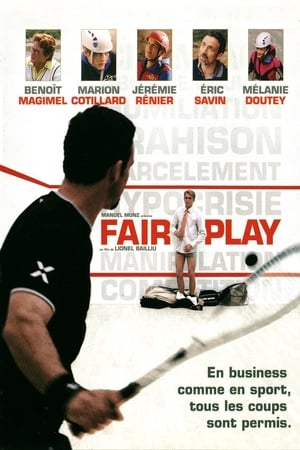 BENOÎT MAGIMEL
MARION COTILLARD
JÉRÉMIE RÉNIER
ÉRIC SAVIN
MÉLANIE DOUTEY
HUMILIATION
TRAHISON
HARCELEMENT
HYPOCRISIE
MANUEL MUNZ présente
FAIR PLAY
un film de LIONEL BAILLIU
MANIPULATION
En business
comme en sport,
tous les coups
sont permis.